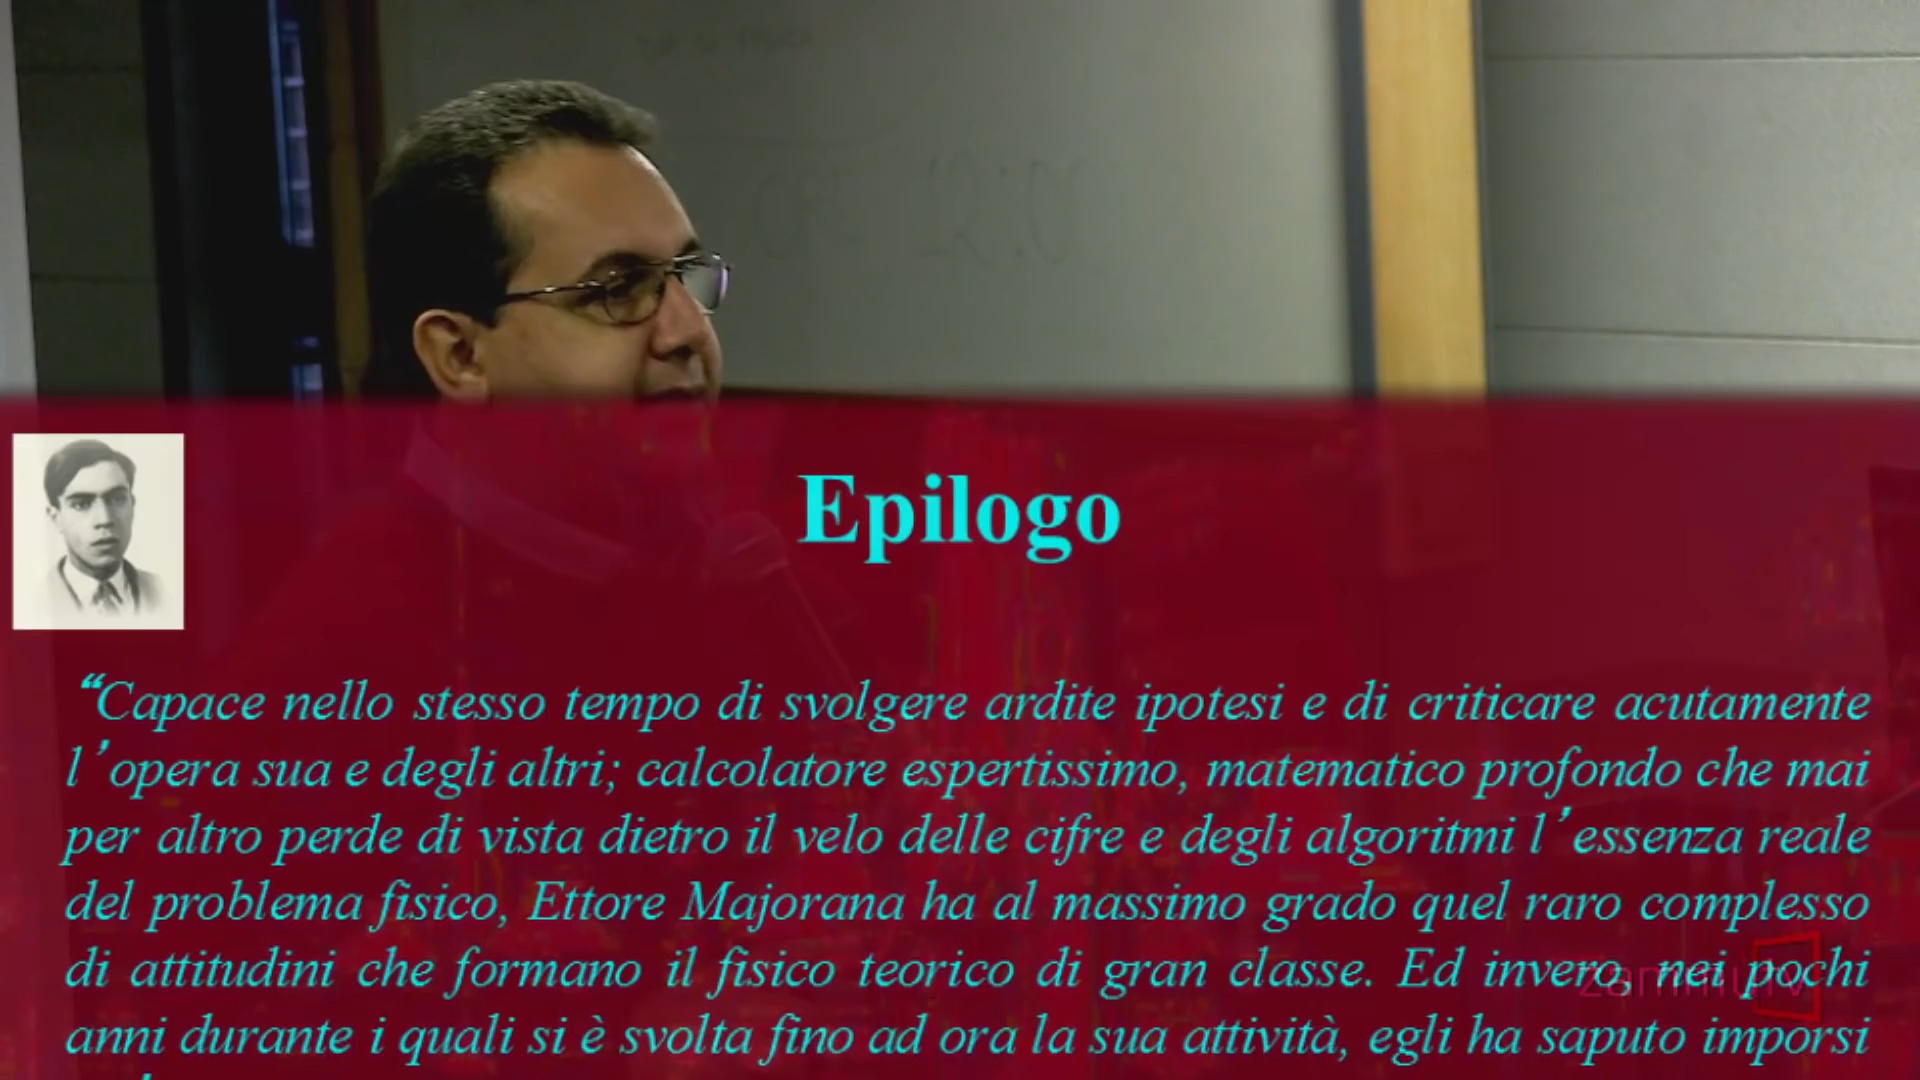 12:00
Epilogo
“Capace nello stesso tempo di svolgere ardite ipotesi e di criticare acutamente
l’opera sua e degli altri; calcolatore espertissimo, matematico profondo che mai
per altro perde di vista dietro il velo delle cifre e degli algoritmi l’essenza reale
del problema fisico, Ettore Majorana ha al massimo grado quel raro complesso
di attitudini che formano il fisico teorico di gran classe. Ed invero, nei pochi
anni durante i quali si è svolta fino ad ora la sua attività, egli ha saputo imporsi
zammù tv